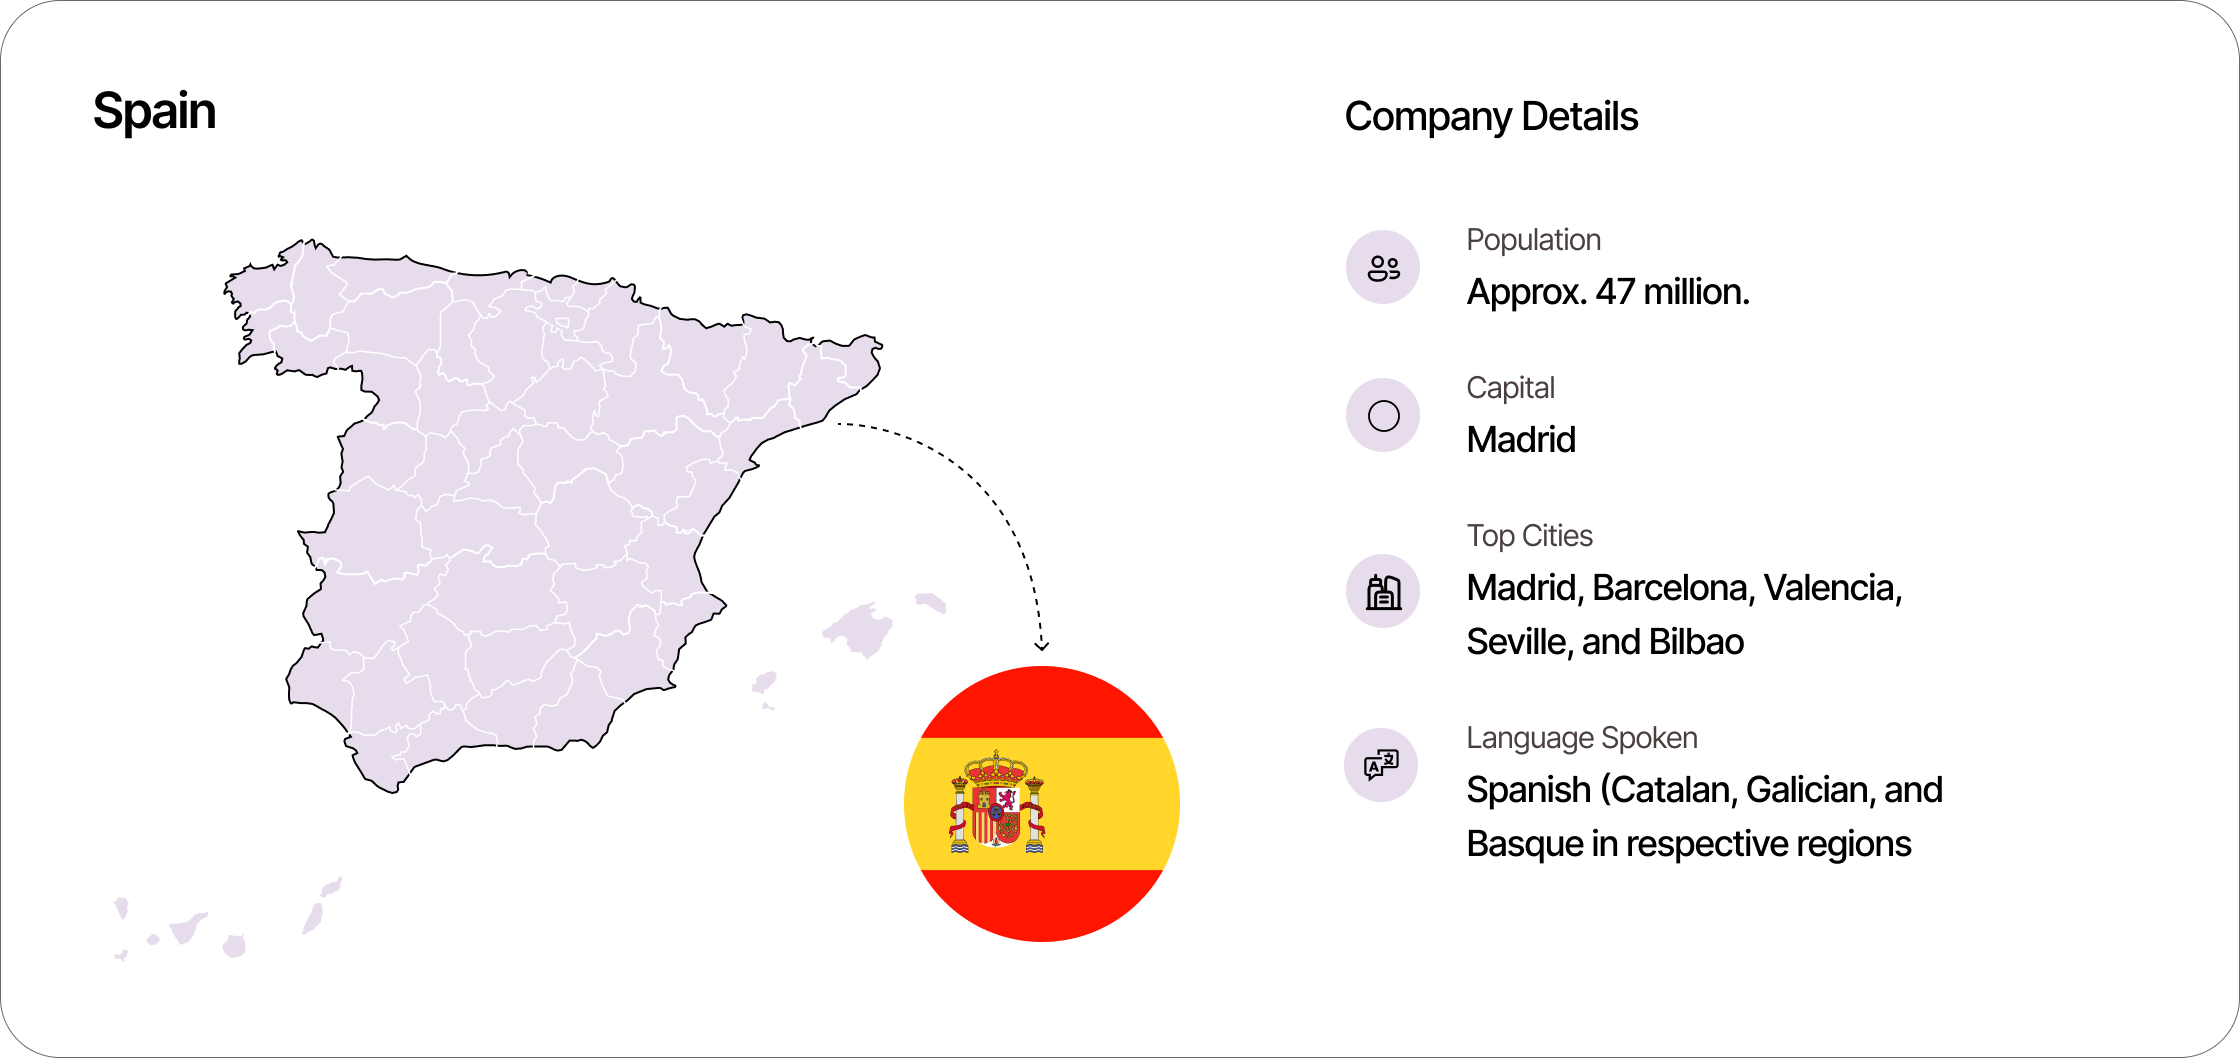 Spain
Company Details
Population
Approx. 47 million.
Capital
Madrid
Top Cities
Madrid, Barcelona, Valencia,
Seville, and Bilbao
Language Spoken
Spanish (Catalan, Galician, and
Basque in respective regions